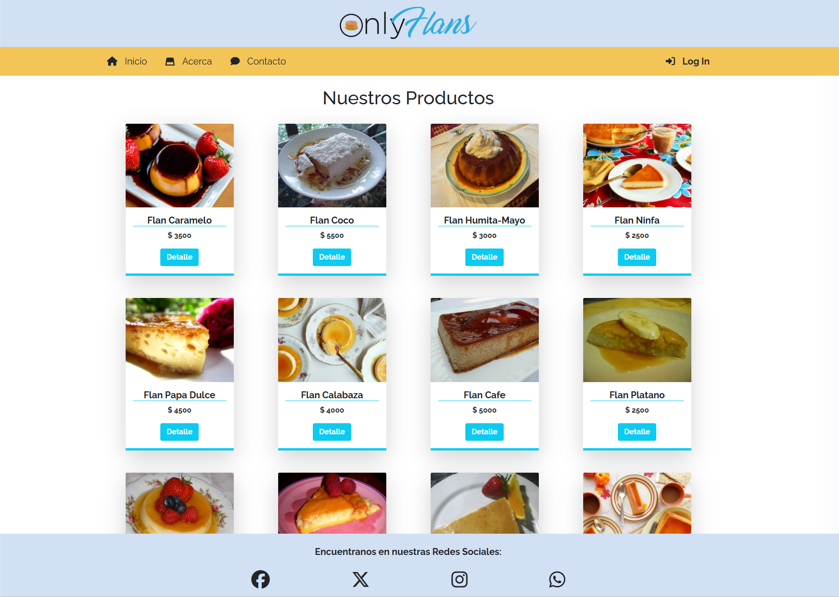 OnlyFlans
Inicio Acerca Contacto Log In
Nuestros Productos
Flan Caramelo Flan Coco Flan Humita-Mayo Flan Ninfa
$ 3500 $ 5500 $ 3000 $ 2500
Detalle Detalle Detalle Detalle
Flan Papa Dulce Flan Calabaza Flan Cafe Flan Platano
$ 4500 $ 4000 $ 5000 $ 2500
Detalle Detalle Detalle Detalle
Encuentranos en nuestras Redes Sociales: